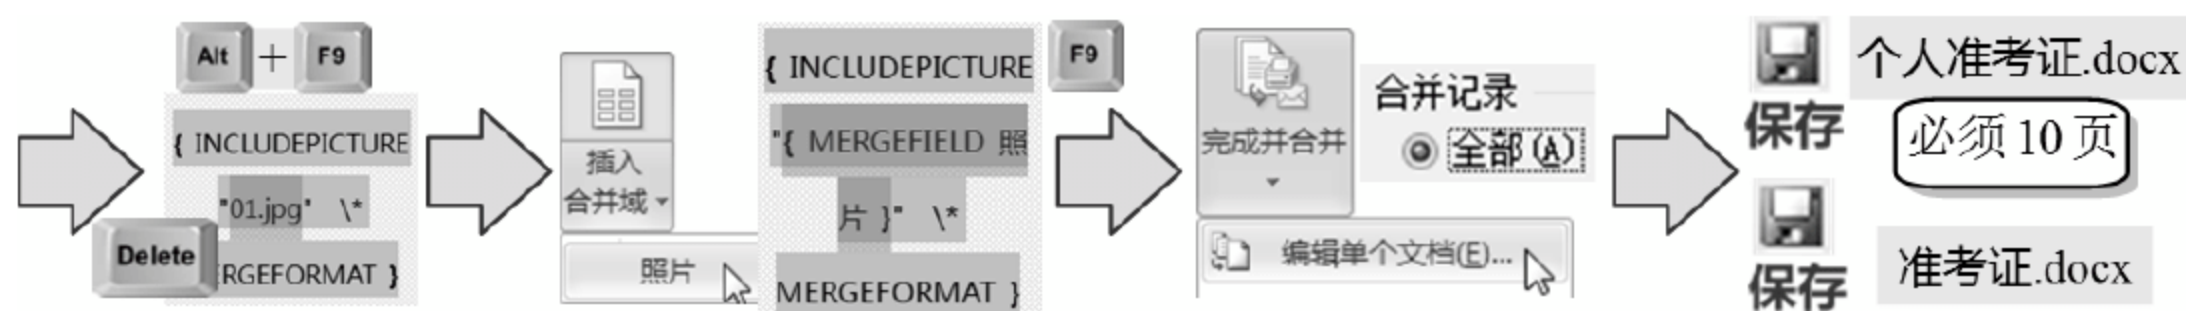 Alt + F9
{ INCLUDEPICTURE
"01.jpg" \*
Delete
ERGEFORMAT }
插入
合并域
照片
{ INCLUDEPICTURE
"{ MERGEFIELD 照
片 }" \*
MERGEFORMAT }
F9
完成并合并
合并记录
全部(A)
编辑单个文档(E)...
保存
个人准考证.docx
必须10页
保存
准考证.docx